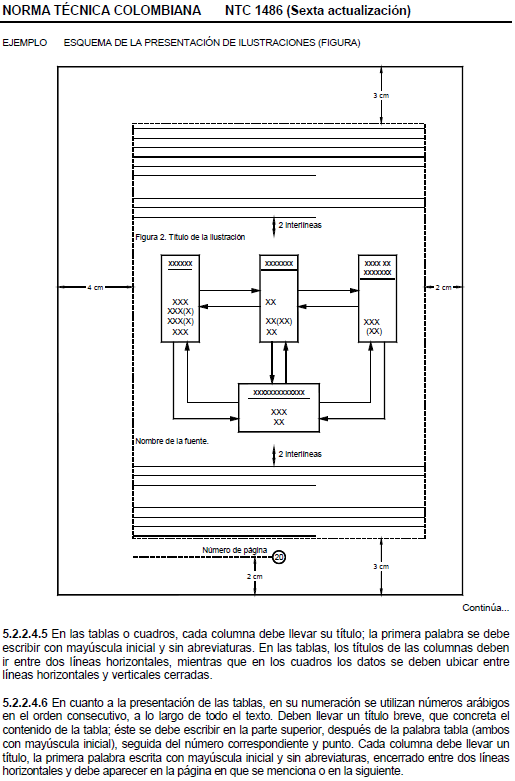 NORMA TÉCNICA COLOMBIANA NTC 1486 (Sexta actualización)
EJEMPLO ESQUEMA DE LA PRESENTACIÓN DE ILUSTRACIONES (FIGURA)
3 cm
2 interlíneas
Figura 2. Título de la ilustración
xxxxxx
xxxxxxx
xxxx xx
xxxxxxx
4 cm
2 cm
XXX
XXX(X)
XXX(X)
XXX
XX
XX(XX)
XX
XXX
(XX)
xxxxxxxxxxxxx
XXX
XX
Nombre de la fuente.
2 interlíneas
Número de página
20
2 cm
3 cm
Continúa...
5.2.2.4.5 En las tablas o cuadros, cada columna debe llevar su título; la primera palabra se debe
escribir con mayúscula inicial y sin abreviaturas. En las tablas, los títulos de las columnas deben
ir entre dos líneas horizontales, mientras que en los cuadros los datos se deben ubicar entre
líneas horizontales y verticales cerradas.
5.2.2.4.6 En cuanto a la presentación de las tablas, en su numeración se utilizan números arábigos
en el orden consecutivo, a lo largo de todo el texto. Deben llevar un título breve, que concreta el
contenido de la tabla; éste se debe escribir en la parte superior, después de la palabra tabla (ambos
con mayúscula inicial), seguida del número correspondiente y punto. Cada columna debe llevar un
título, la primera palabra escrita con mayúscula inicial y sin abreviaturas, encerrado entre dos líneas
horizontales y debe aparecer en la página en que se menciona o en la siguiente.